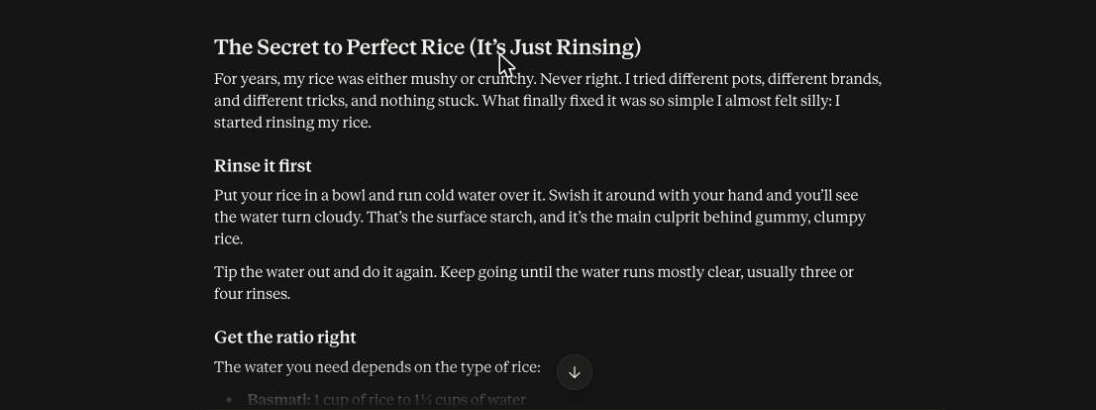 The Secret to Perfect Rice (It’s Just Rinsing)
For years, my rice was either mushy or crunchy. Never right. I tried different pots, different brands,
and different tricks, and nothing stuck. What finally fixed it was so simple I almost felt silly: I
started rinsing my rice.
Rinse it first
Put your rice in a bowl and run cold water over it. Swish it around with your hand and you’ll see
the water turn cloudy. That’s the surface starch, and it’s the main culprit behind gummy, clumpy
rice.
Tip the water out and do it again. Keep going until the water runs mostly clear, usually three or
four rinses.
Get the ratio right
The water you need depends on the type of rice:
• Basmati: 1 cup of rice to 1¼ cups of water